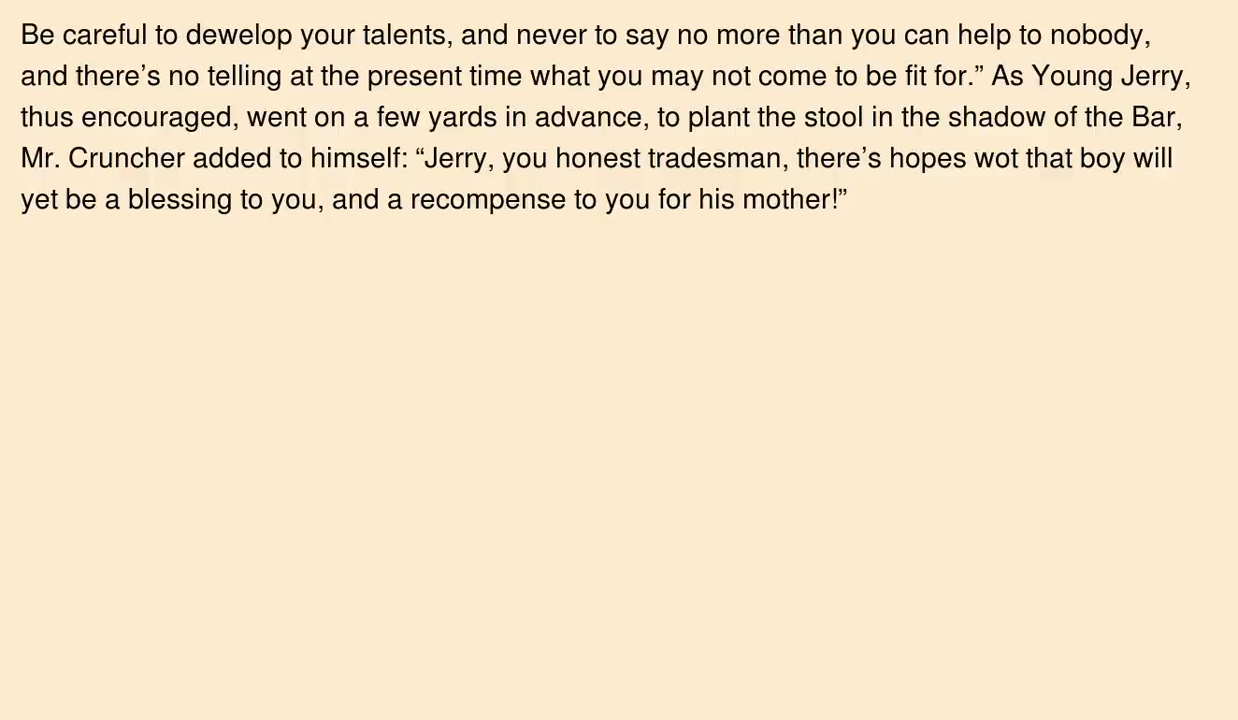 Be careful to dewelop your talents, and never to say no more than you can help to nobody,
and there’s no telling at the present time what you may not come to be fit for.” As Young Jerry,
thus encouraged, went on a few yards in advance, to plant the stool in the shadow of the Bar,
Mr. Cruncher added to himself: “Jerry, you honest tradesman, there’s hopes wot that boy will
yet be a blessing to you, and a recompense to you for his mother!”